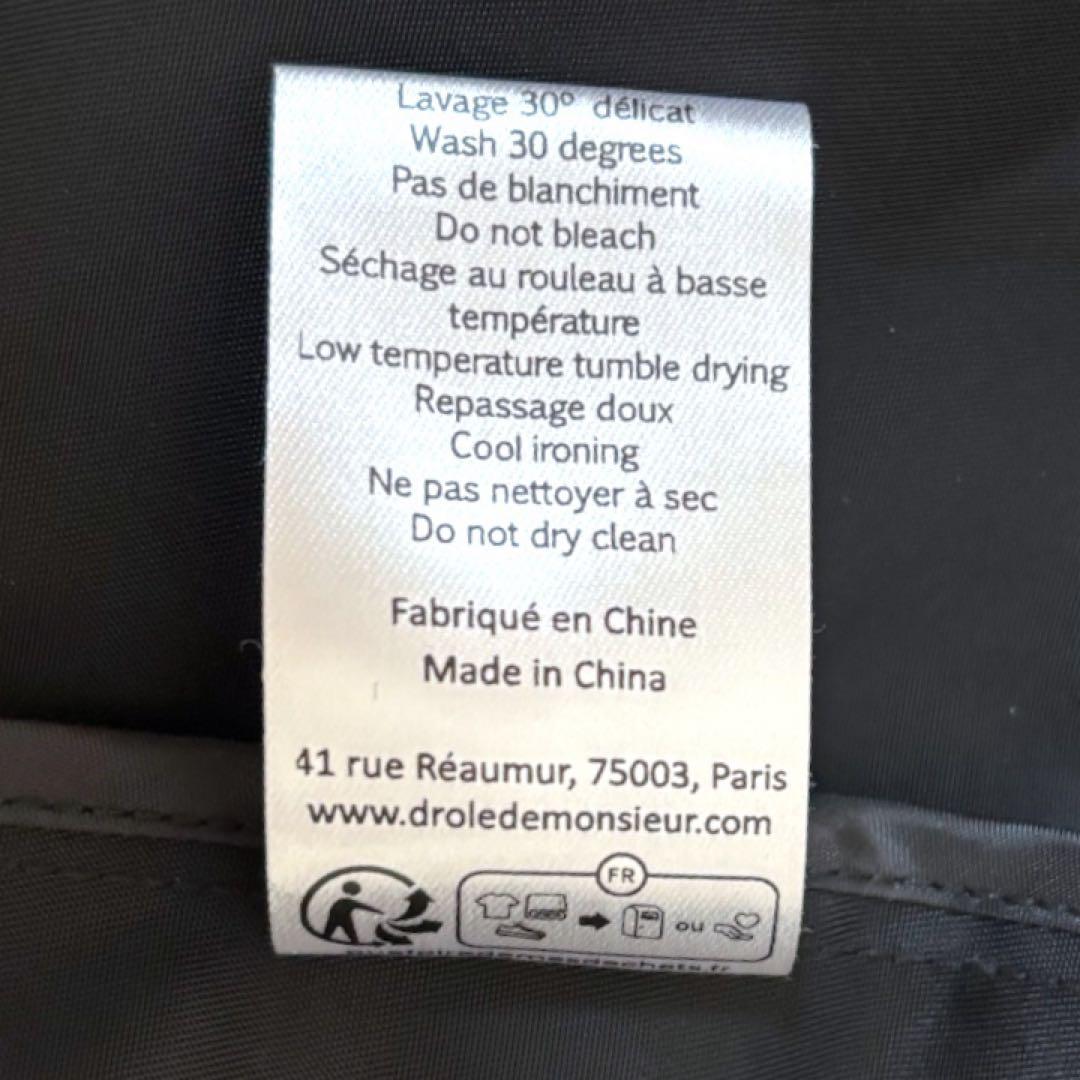 Lavage 30° délicat
Wash 30 degrees
Pas de blanchiment
Do not bleach
Séchage au rouleau à basse
température
Low temperature tumble drying
Repassage doux
Cool ironing
Ne pas nettoyer à sec
Do not dry clean
Fabriqué en Chine
Made in China
41 rue Réaumur, 75003, Paris
www.droledemonsieur.com
FR
ou